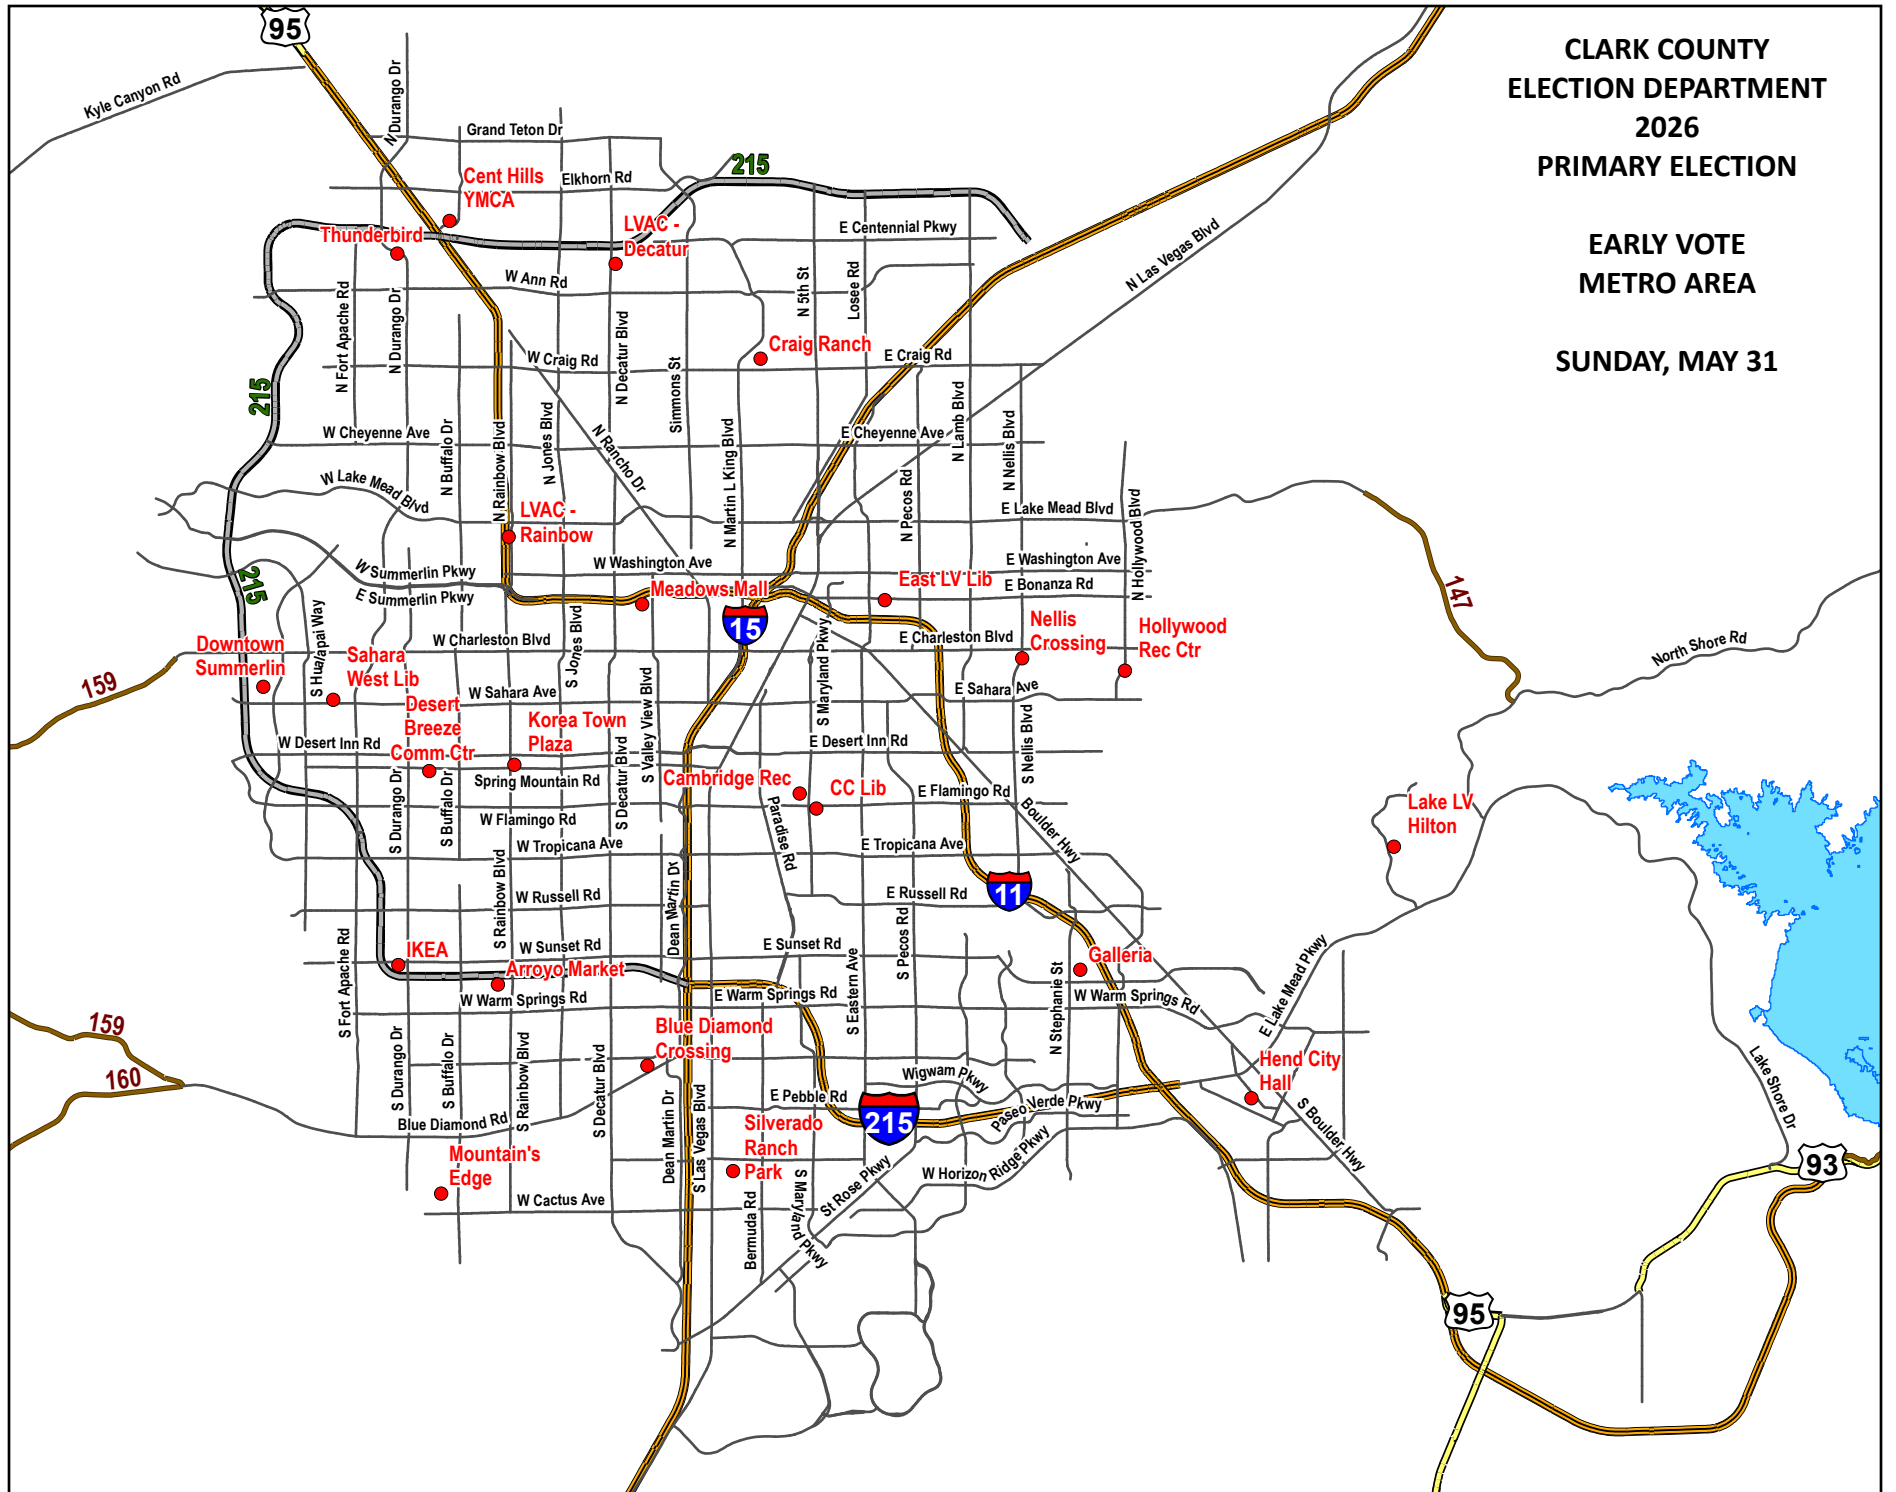 CLARK COUNTY
ELECTION DEPARTMENT
2026
PRIMARY ELECTION
EARLY VOTE
METRO AREA
SUNDAY, MAY 31
95
Kyle Canyon Rd
N Durango Dr
Grand Teton Dr
Cent Hills
YMCA
Elkhorn Rd
215
Thunderbird
LVAC -
Decatur
E Centennial Pkwy
N Las Vegas Blvd
W Ann Rd
N Fort Apache Rd
N Durango Dr
N Decatur Blvd
Simmons St
N 5th St
Losee Rd
Craig Ranch
W Craig Rd
E Craig Rd
215
W Cheyenne Ave
E Cheyenne Ave
N Buffalo Dr
N Rainbow Blvd
N Jones Blvd
N Rancho Dr
N Martin L King Blvd
N Lamb Blvd
N Nellis Blvd
N Pecos Rd
N Hollywood Blvd
W Lake Mead Blvd
E Lake Mead Blvd
LVAC -
Rainbow
W Washington Ave
E Washington Ave
W Summerlin Pkwy
E Summerlin Pkwy
215
Meadows Mall
East LV Lib
E Bonanza Rd
147
15
W Charleston Blvd
E Charleston Blvd
Nellis
Crossing
Hollywood
Rec Ctr
North Shore Rd
Downtown
Summerlin
S Hualapai Way
Sahara
West Lib
S Jones Blvd
S Maryland Pkwy
159
W Sahara Ave
E Sahara Ave
Desert
Breeze
Comm Ctr
Korea Town
Plaza
S Valley View Blvd
S Decatur Blvd
S Nellis Blvd
W Desert Inn Rd
E Desert Inn Rd
Spring Mountain Rd
Cambridge Rec
CC Lib
E Flamingo Rd
W Flamingo Rd
S Durango Dr
S Buffalo Dr
Paradise Rd
Boulder Hwy
Lake LV
Hilton
W Tropicana Ave
E Tropicana Ave
S Rainbow Blvd
Dean Martin Dr
W Russell Rd
E Russell Rd
11
S Fort Apache Rd
IKEA
W Sunset Rd
E Sunset Rd
S Pecos Rd
S Eastern Ave
Galleria
E Lake Mead Pkwy
Arroyo Market
W Warm Springs Rd
E Warm Springs Rd
W Warm Springs Rd
N Stephanie St
159
160
S Durango Dr
S Buffalo Dr
S Rainbow Blvd
S Decatur Blvd
Blue Diamond
Crossing
Hend City
Hall
Wigwam Pkwy
E Pebble Rd
Paseo Verde Pkwy
215
Blue Diamond Rd
Dean Martin Dr
S Las Vegas Blvd
Silverado
Ranch
Park
S Boulder Hwy
Lake Shore Dr
Mountain's
Edge
W Horizon Ridge Pkwy
St Rose Pkwy
S Maryland Pkwy
Bermuda Rd
W Cactus Ave
93
95